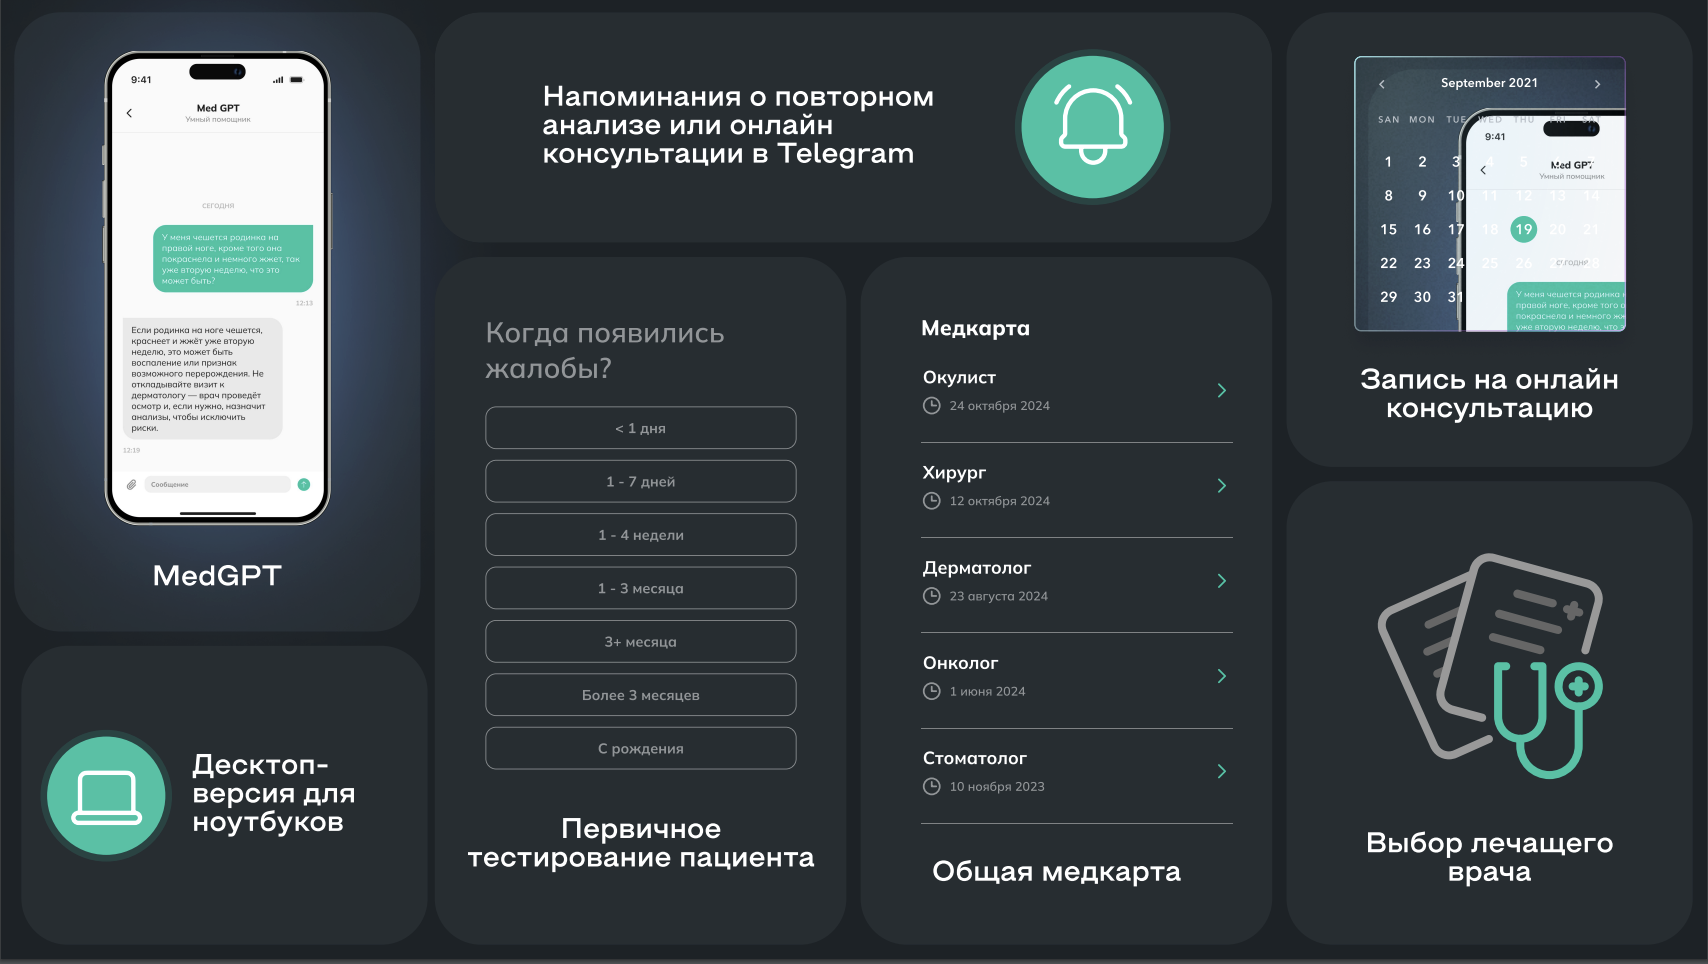 9:41
Med GPT
Умный помощник
СЕГОДНЯ
У меня чешется родинка на
правой ноге, кроме того она
покраснела и немного жжет, так
уже вторую неделю, что это
может быть?
12:13
Если родинка на ноге чешется,
краснеет и жжёт уже вторую
неделю, это может быть
воспаление или признак
возможного перерождения. Не
откладывайте визит к
дерматологу — врач проведёт
осмотр и, если нужно, назначит
анализы, чтобы исключить
риски.
12:19
Сообщение
MedGPT
Десктоп-
версия для
ноутбуков
Напоминания о повторном
анализе или онлайн
консультации в Telegram
Когда появились
жалобы?
< 1 дня
1 - 7 дней
1 - 4 недели
1 - 3 месяца
3+ месяца
Более 3 месяцев
С рождения
Первичное
тестирование пациента
Медкарта
Окулист
24 октября 2024
Хирург
12 октября 2024
Дерматолог
23 августа 2024
Онколог
1 июня 2024
Стоматолог
10 ноября 2023
Общая медкарта
September 2021
SAN MON TUE WED THU FRI SAT
9:41
1 2 3 4 5
Med GPT
Умный помощник
8 9 10 11 12 13 14
15 16 17 18 19 20 21
22 23 24 25 26 27 28
СЕГОДНЯ
29 30 31
У меня чешется родинка н
правой ноге, кроме того о
покраснела и немного жж
уже вторую неделю, что э
Запись на онлайн
консультацию
Выбор лечащего
врача